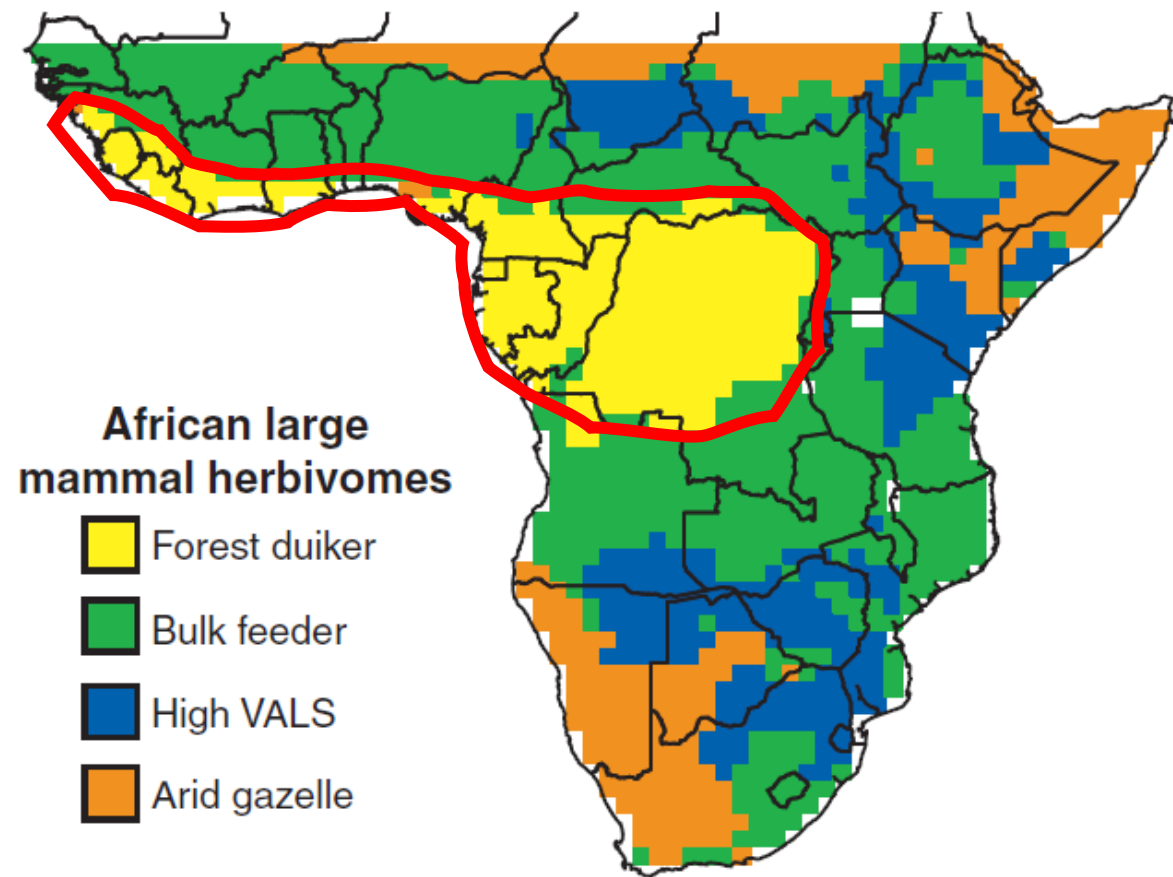 African large
mammal herbivomes
Forest duiker
Bulk feeder
High VALS
Arid gazelle